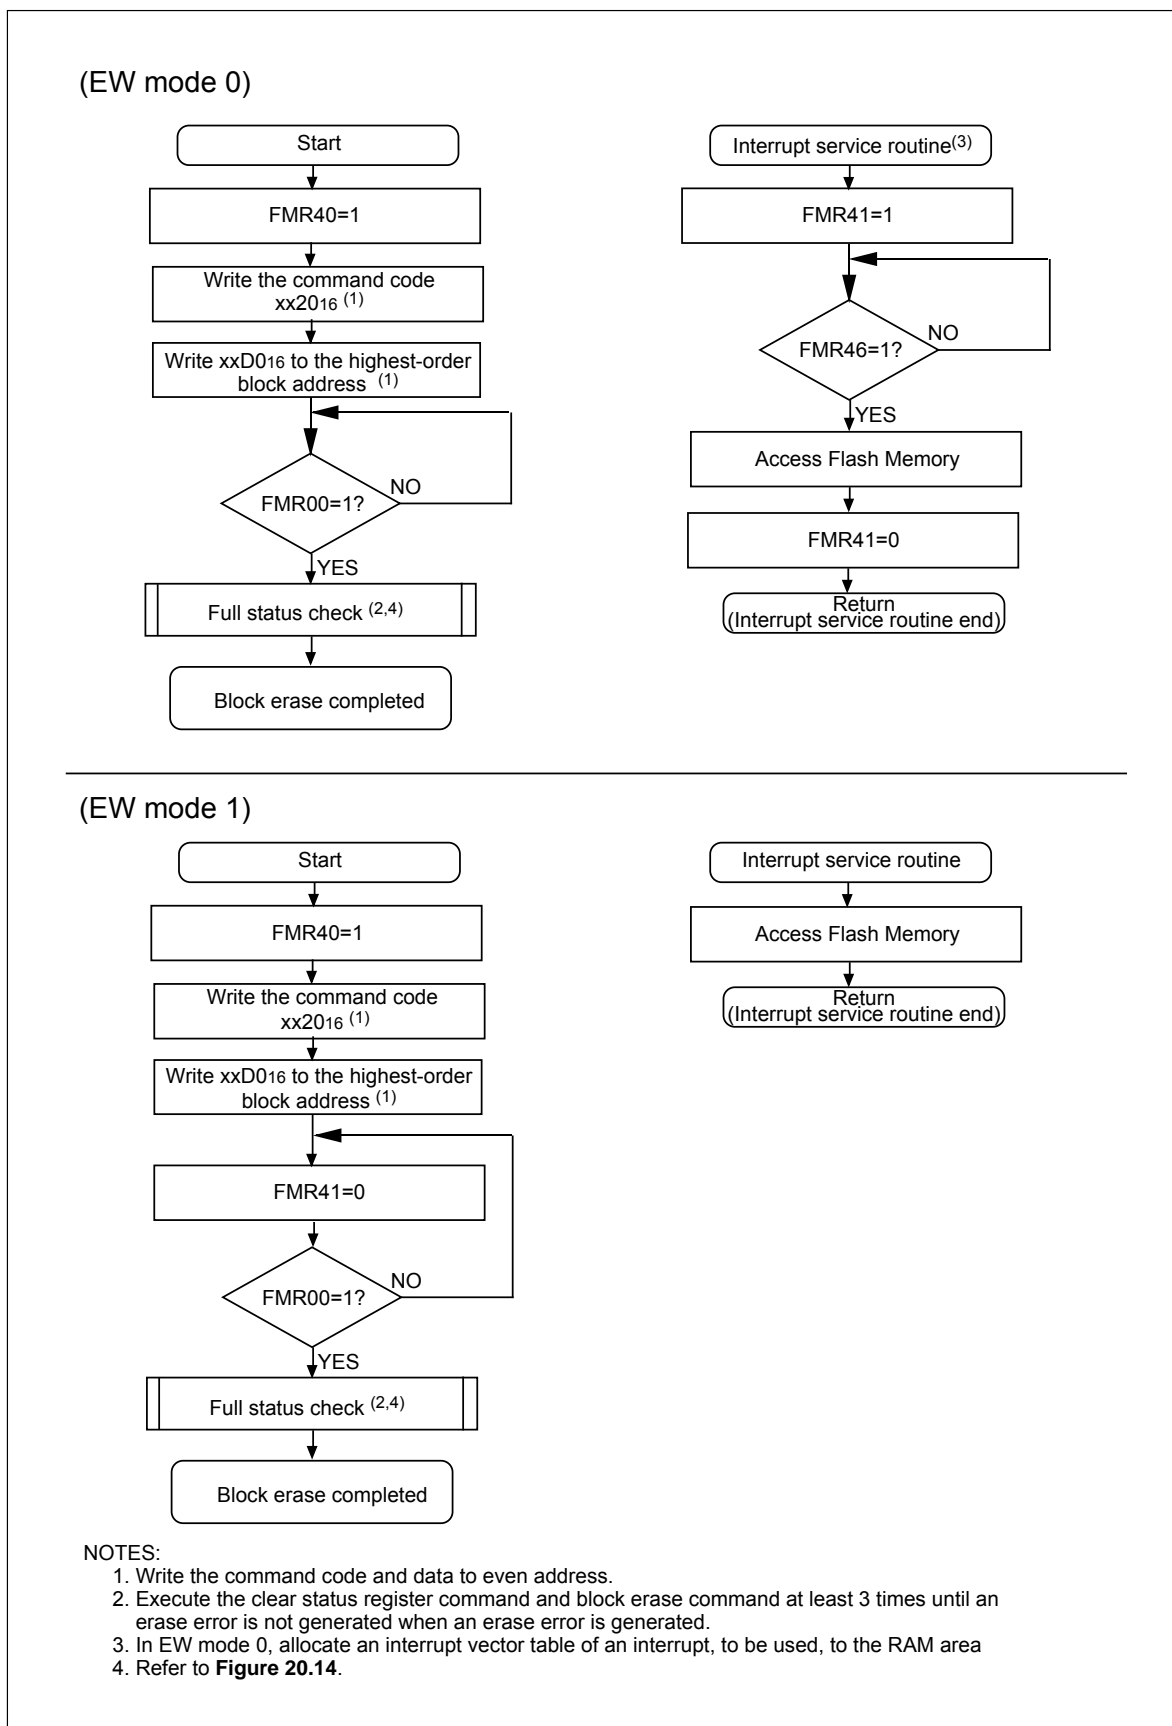 (EW mode 0)
Start
FMR40=1
Write the command code
xx2016 (1)
Write xxD016 to the highest-order
block address (1)
FMR00=1?
NO
YES
Full status check (2,4)
Block erase completed
Interrupt service routine(3)
FMR41=1
FMR46=1?
NO
YES
Access Flash Memory
FMR41=0
Return
(Interrupt service routine end)
(EW mode 1)
Start
FMR40=1
Write the command code
xx2016 (1)
Write xxD016 to the highest-order
block address (1)
FMR41=0
FMR00=1?
NO
YES
Full status check (2,4)
Block erase completed
Interrupt service routine
Access Flash Memory
Return
(Interrupt service routine end)
NOTES:
1. Write the command code and data to even address.
2. Execute the clear status register command and block erase command at least 3 times until an
erase error is not generated when an erase error is generated.
3. In EW mode 0, allocate an interrupt vector table of an interrupt, to be used, to the RAM area
4. Refer to Figure 20.14.